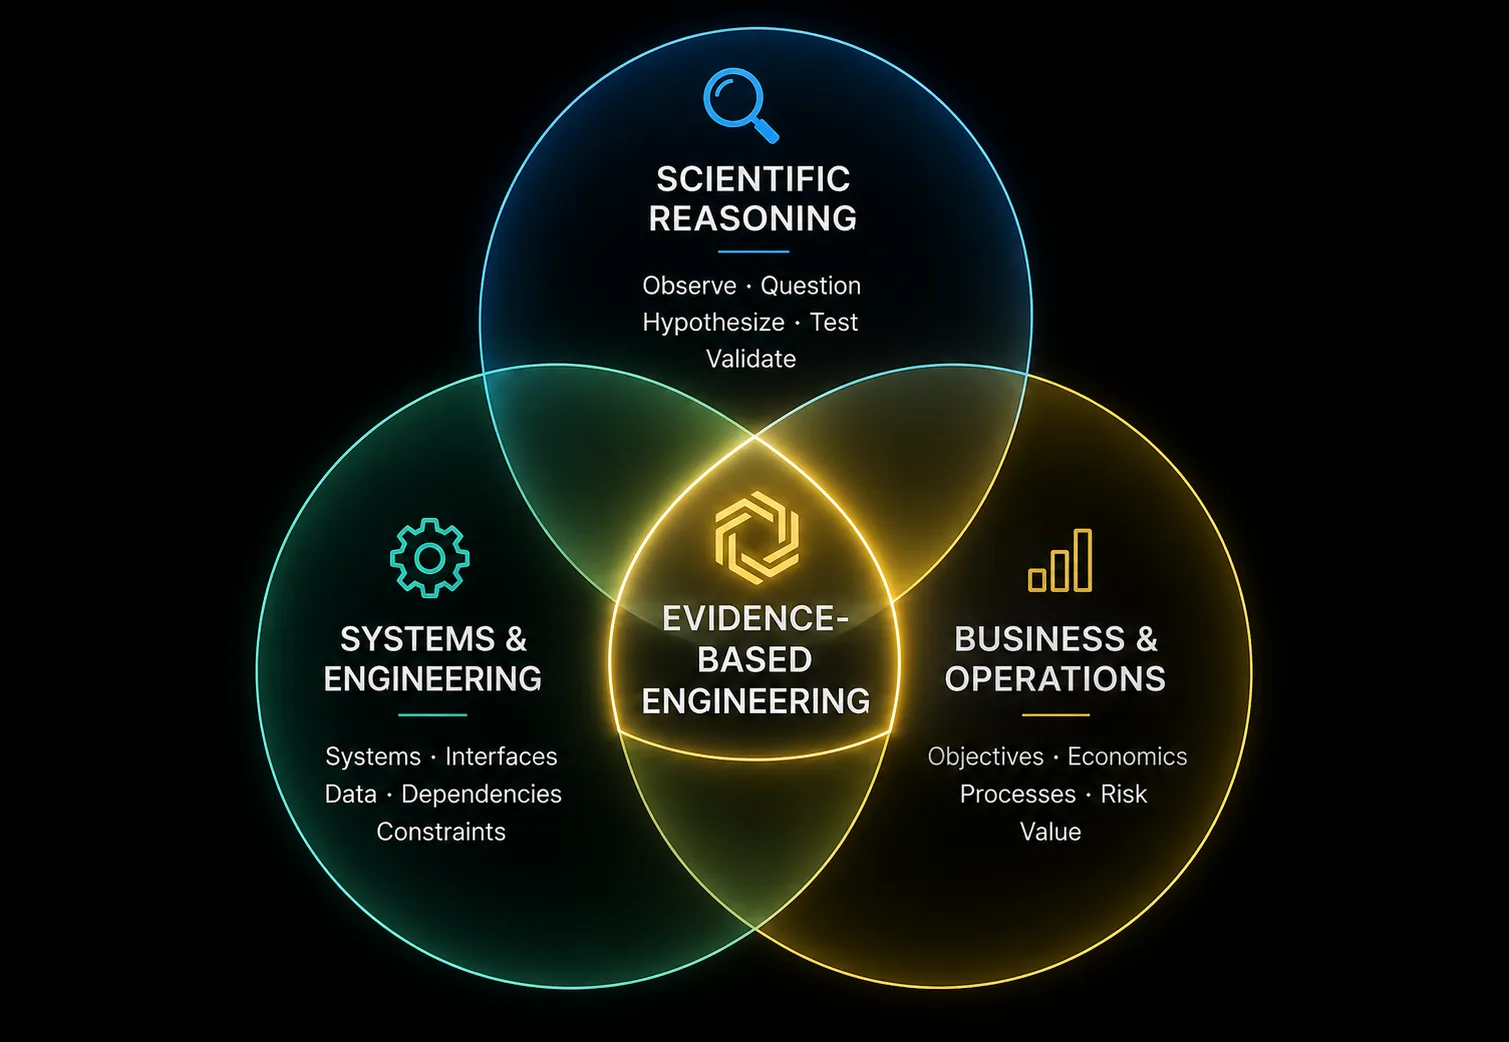 SCIENTIFIC
REASONING
Observe · Question
Hypothesize · Test
Validate
SYSTEMS &
ENGINEERING
Systems · Interfaces
Data · Dependencies
Constraints
EVIDENCE-
BASED
ENGINEERING
BUSINESS &
OPERATIONS
Objectives · Economics
Processes · Risk
Value